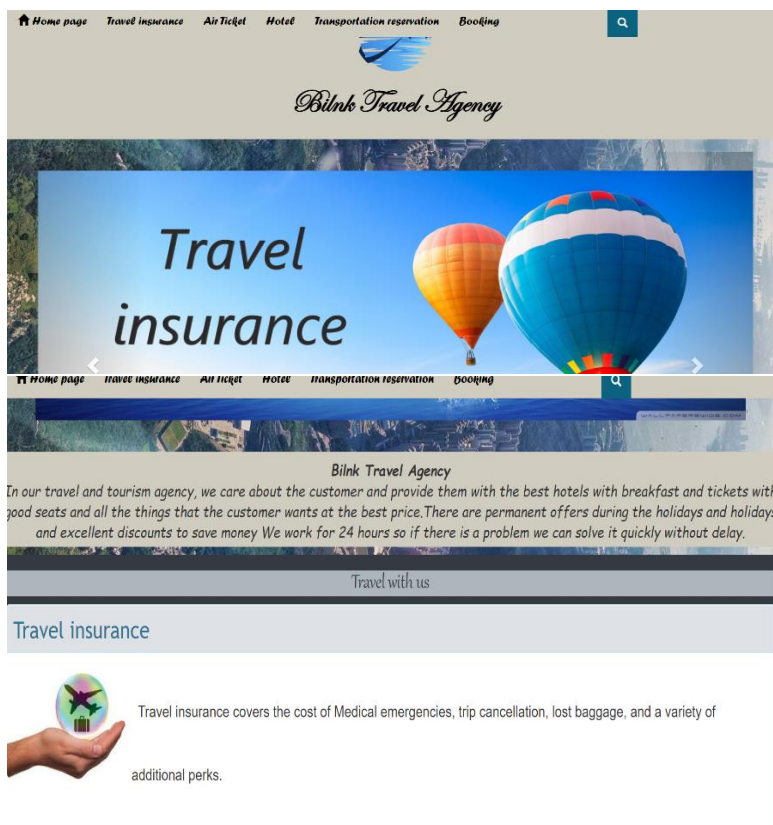 Home page Travel insurance Air Ticket Hotel Transportation reservation Booking
Bilnk Travel Agency
Travel
insurance
Home page Travel insurance Air Ticket Hotel Transportation reservation Booking
WALLPAPERSWIDE.COM
Bilnk Travel Agency
In our travel and tourism agency, we care about the customer and provide them with the best hotels with breakfast and tickets with
good seats and all the things that the customer wants at the best price.There are permanent offers during the holidays and holidays
and excellent discounts to save money We work for 24 hours so if there is a problem we can solve it quickly without delay.
Travel with us
Travel insurance
Travel insurance covers the cost of Medical emergencies, trip cancellation, lost baggage, and a variety of
additional perks.